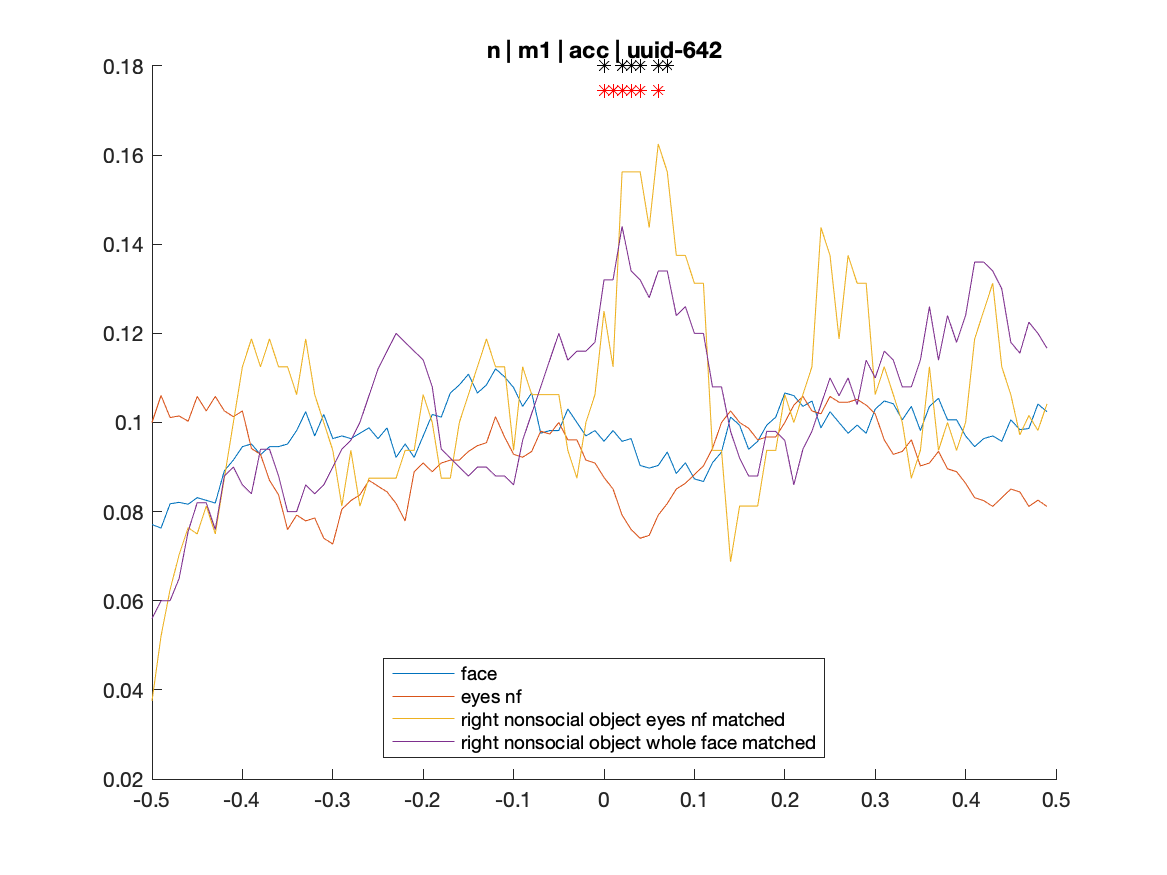 n | m1 | acc | uuid-642
0.18
0.16
0.14
0.12
0.1
0.08
0.06
0.04
0.02
face
eyes nf
right nonsocial object eyes nf matched
right nonsocial object whole face matched
-0.5 -0.4 -0.3 -0.2 -0.1 0 0.1 0.2 0.3 0.4 0.5